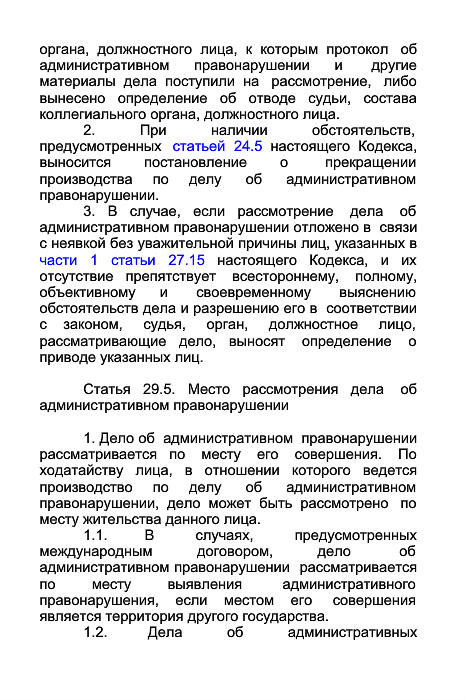 органа, должностного лица, к которым протокол об
административном правонарушении и другие
материалы дела поступили на рассмотрение, либо
вынесено определение об отводе судьи, состава
коллегиального органа, должностного лица.
2. При наличии обстоятельств,
предусмотренных статьей 24.5 настоящего Кодекса,
выносится постановление о прекращении
производства по делу об административном
правонарушении.
3. В случае, если рассмотрение дела об
административном правонарушении отложено в связи
с неявкой без уважительной причины лиц, указанных в
части 1 статьи 27.15 настоящего Кодекса, и их
отсутствие препятствует всестороннему, полному,
объективному и своевременному выяснению
обстоятельств дела и разрешению его в соответствии
с законом, судья, орган, должностное лицо,
рассматривающие дело, выносят определение о
приводе указанных лиц.
Статья 29.5. Место рассмотрения дела об
административном правонарушении
1. Дело об административном правонарушении
рассматривается по месту его совершения. По
ходатайству лица, в отношении которого ведется
производство по делу об административном
правонарушении, дело может быть рассмотрено по
месту жительства данного лица.
1.1. В случаях, предусмотренных
международным договором, дело об
административном правонарушении рассматривается
по месту выявления административного
правонарушения, если местом его совершения
является территория другого государства.
1.2. Дела об административных